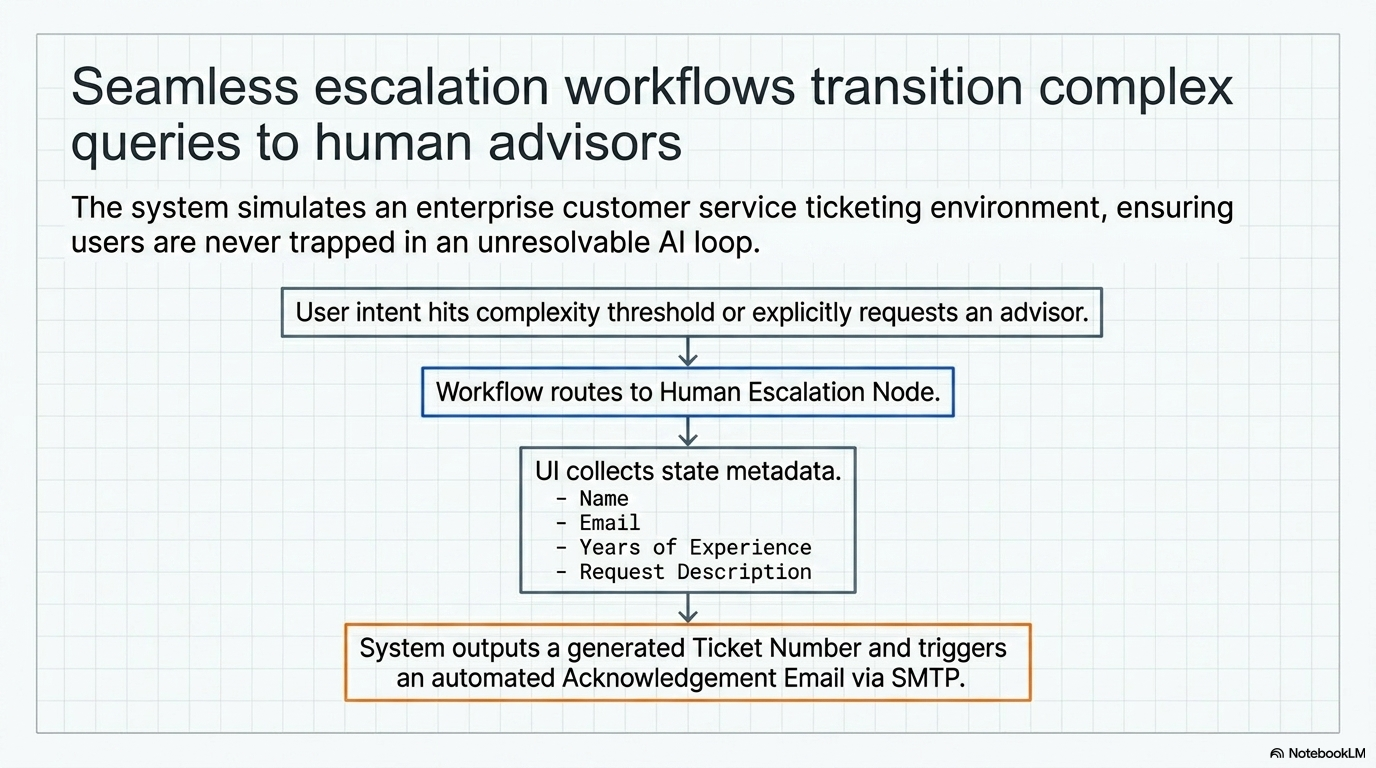 Seamless escalation workflows transition complex
queries to human advisors
The system simulates an enterprise customer service ticketing environment, ensuring
users are never trapped in an unresolvable AI loop.
User intent hits complexity threshold or explicitly requests an advisor.
Workflow routes to Human Escalation Node.
UI collects state metadata.
- Name
- Email
- Years of Experience
- Request Description
System outputs a generated Ticket Number and triggers
an automated Acknowledgement Email via SMTP.
NotebookLM